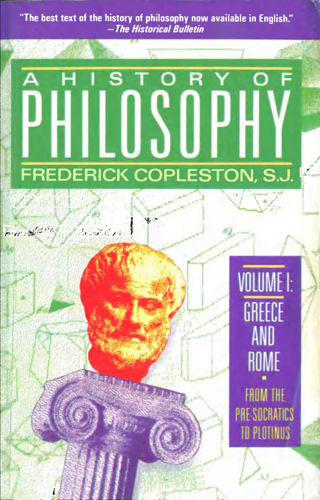 "The best text of the history of philosophy now available in English."
—The Historical Bulletin
A HISTORY OF
PHILOSOPHY
FREDERICK COPLESTON, S.J.
VOLUME I:
GREECE
AND
ROME
FROM THE
PRE SOCRATICS
TO PLOTINUS